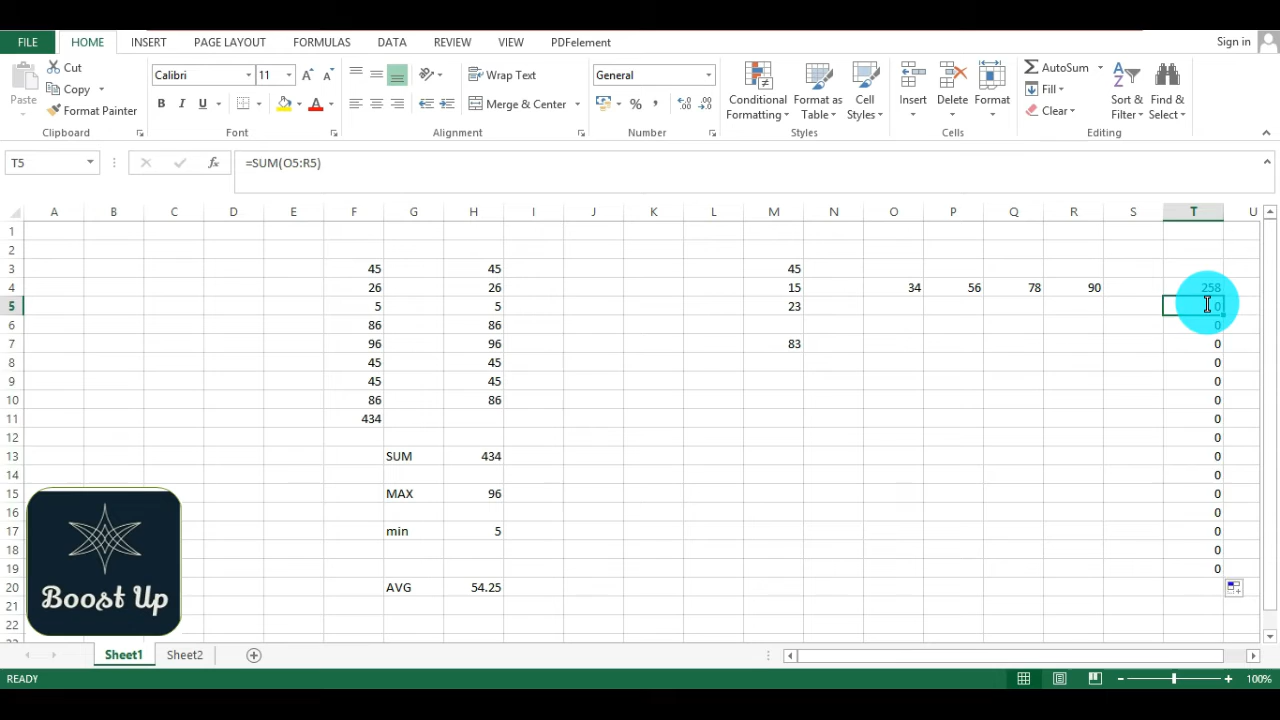 FILE HOME INSERT PAGE LAYOUT FORMULAS DATA REVIEW VIEW PDFelement Sign in
Paste Cut Copy Format Painter Clipboard
Calibri 11 B I U A Font
Wrap Text Merge & Center Alignment
General % , Number
Conditional Formatting Format as Table Cell Styles Styles
Insert Delete Format Cells
AutoSum Fill Clear Sort & Filter Find & Select Editing
T5 fx =SUM(O5:R5)
A B C D E F G H I J K L M N O P Q R S T U
1
2
3 45 45 45
4 26 26 15 34 56 78 90 258
5 5 5 23 0
6 86 86 0
7 96 96 83 0
8 45 45 0
9 45 45 0
10 86 86 0
11 434 0
12 0
13 SUM 434 0
14 0
15 MAX 96 0
16 0
17 min 5 0
18 0
19 0
20 AVG 54.25
21
22
Boost Up
Sheet1 Sheet2
READY 100%